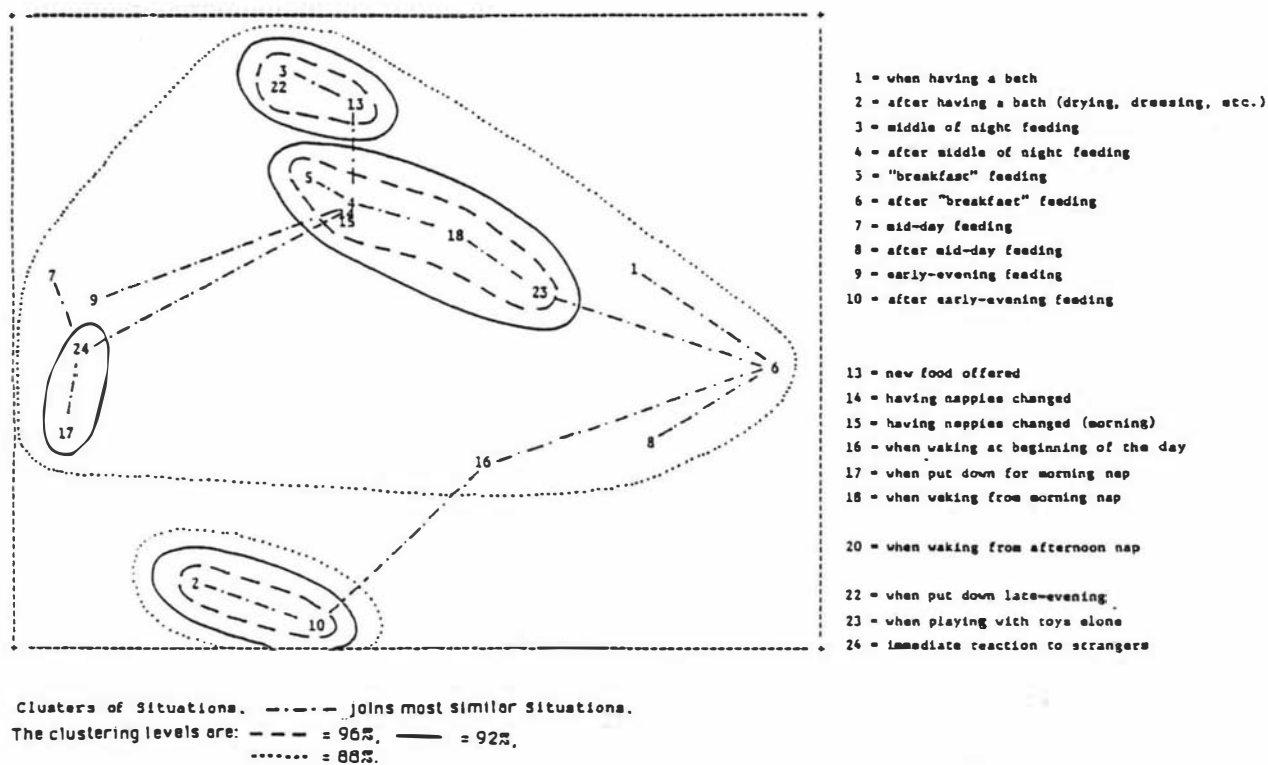 3
22
13
5
4
15
18
23
1
7
9
24
6
17
8
16
2
10
1 = when having a bath
2 = after having a bath (drying, dressing, etc.)
3 = middle of night feeding
4 = after middle of night feeding
5 = "breakfast" feeding
6 = after "breakfast" feeding
7 = mid-day feeding
8 = after mid-day feeding
9 = early-evening feeding
10 = after early-evening feeding
13 = new food offered
14 = having nappies changed
15 = having nappies changed (morning)
16 = when waking at beginning of the day
17 = when put down for morning nap
18 = when waking from morning nap
20 = when waking from afternoon nap
22 = when put down late-evening
23 = when playing with toys alone
24 = immediate reaction to strangers
Clusters of Situations. joins most similar Situations.
The clustering levels are: = 96%, = 92%,
= 88%.